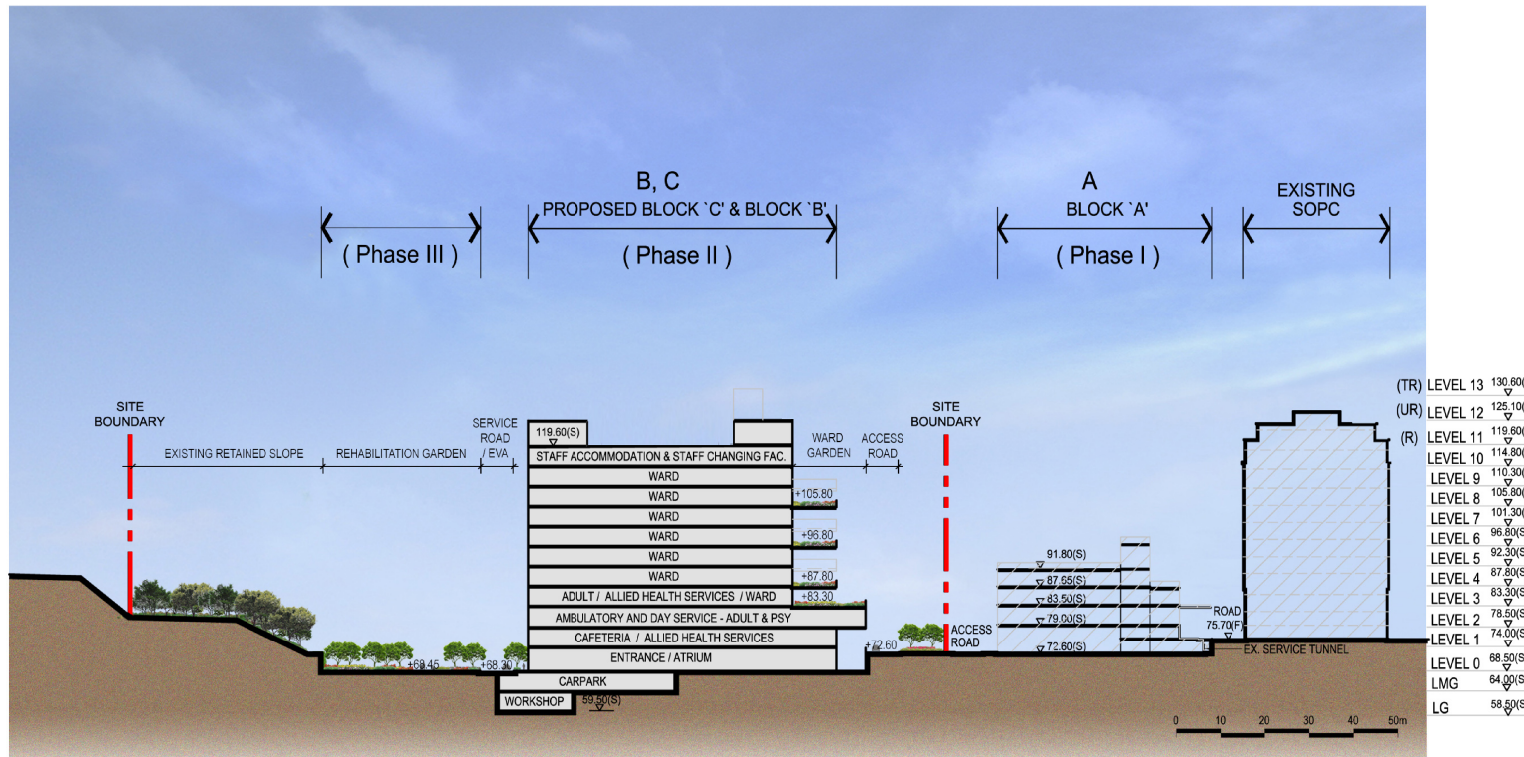 B, C
PROPOSED BLOCK `C' & BLOCK `B'
A
BLOCK `A'
EXISTING
SOPC
( Phase III )
( Phase II )
( Phase I )
SITE
BOUNDARY
EXISTING RETAINED SLOPE
REHABILITATION GARDEN
SERVICE
ROAD
/ EVA
WARD
GARDEN
ACCESS
ROAD
SITE
BOUNDARY
119.60(S)
STAFF ACCOMMODATION & STAFF CHANGING FAC.
WARD
WARD
+105.80
WARD
WARD
+96.80
WARD
WARD
+87.80
ADULT / ALLIED HEALTH SERVICES / WARD
+83.30
AMBULATORY AND DAY SERVICE - ADULT & PSY
CAFETERIA / ALLIED HEALTH SERVICES
ENTRANCE / ATRIUM
CARPARK
WORKSHOP
59.50(S)
+68.45
+68.30
+72.60
ACCESS
ROAD
91.80(S)
87.65(S)
83.50(S)
79.00(S)
72.60(S)
ROAD
75.70(F)
EX. SERVICE TUNNEL
(TR) LEVEL 13 130.60(
(UR) LEVEL 12 125.10(
(R) LEVEL 11 119.60(
LEVEL 10 114.80(
LEVEL 9 110.30(
LEVEL 8 105.80(
LEVEL 7 101.30(
LEVEL 6 96.80(S
LEVEL 5 92.30(S
LEVEL 4 87.80(S
LEVEL 3 83.30(S
LEVEL 2 78.50(S
LEVEL 1 74.00(S
LEVEL 0 68.50(S
LMG 64.00(S
LG 58.50(S
0 10 20 30 40 50m